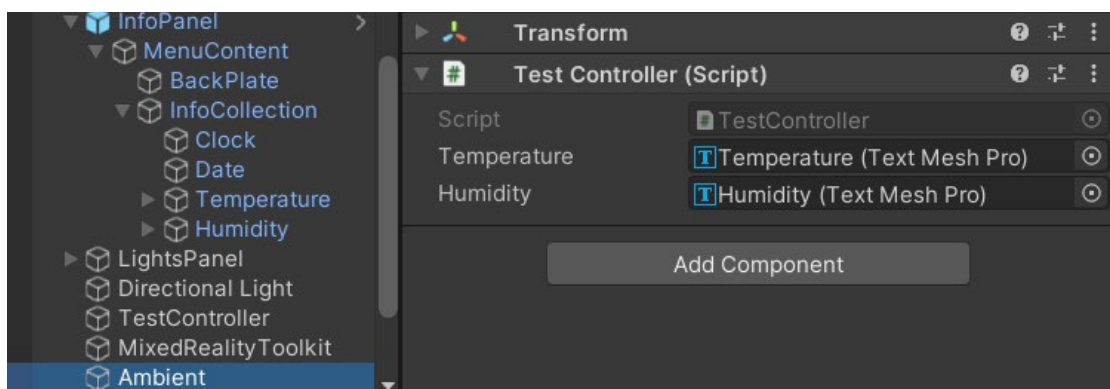 InfoPanel
MenuContent
BackPlate
InfoCollection
Clock
Date
Temperature
Humidity
LightsPanel
Directional Light
TestController
MixedRealityToolkit
Ambient
Transform
# Test Controller (Script)
Script # TestController
Temperature T Temperature (Text Mesh Pro)
Humidity T Humidity (Text Mesh Pro)
Add Component